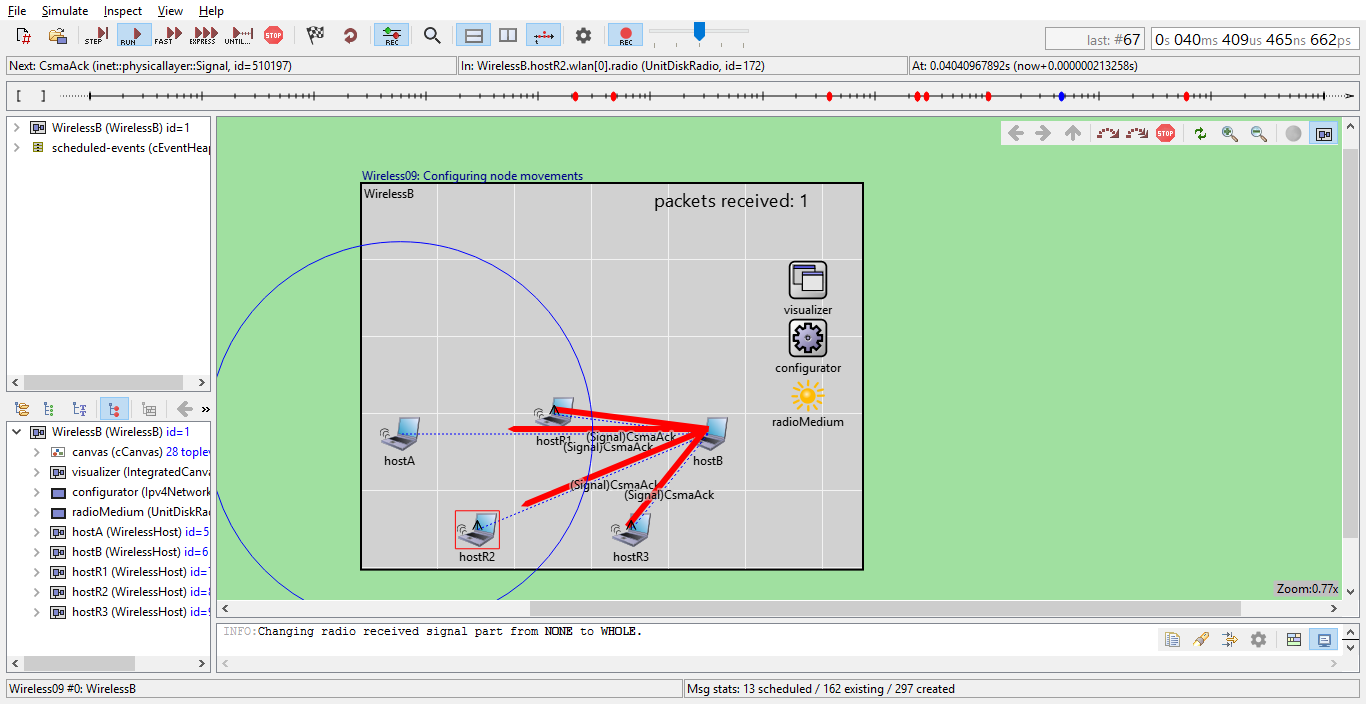 File Simulate Inspect View Help
STEP RUN FAST EXPRESS UNTIL... STOP REC REC
last: #67 0s 040ms 409us 465ns 662ps
Next: CsmaAck (inet::physicallayer::Signal, id=510197) In: WirelessB.hostR2.wlan[0].radio (UnitDiskRadio, id=172) At: 0.04040967892s (now+0.000000213258s)
[ ]
WirelessB (WirelessB) id=1
scheduled-events (cEventHeap
STOP
Wireless09: Configuring node movements
WirelessB
packets received: 1
visualizer
configurator
radioMedium
hostR1
(Signal)CsmaAck
(Signal)CsmaAck
hostA
hostB
(Signal)CsmaAck
(Signal)CsmaAck
hostR2
hostR3
Zoom:0.77x
WirelessB (WirelessB) id=1
canvas (cCanvas) 28 toplev
visualizer (IntegratedCanva
configurator (Ipv4Network
radioMedium (UnitDiskRad
hostA (WirelessHost) id=5
hostB (WirelessHost) id=6
hostR1 (WirelessHost) id=
hostR2 (WirelessHost) id=
hostR3 (WirelessHost) id=
INFO:Changing radio received signal part from NONE to WHOLE.
Wireless09 #0: WirelessB
Msg stats: 13 scheduled / 162 existing / 297 created